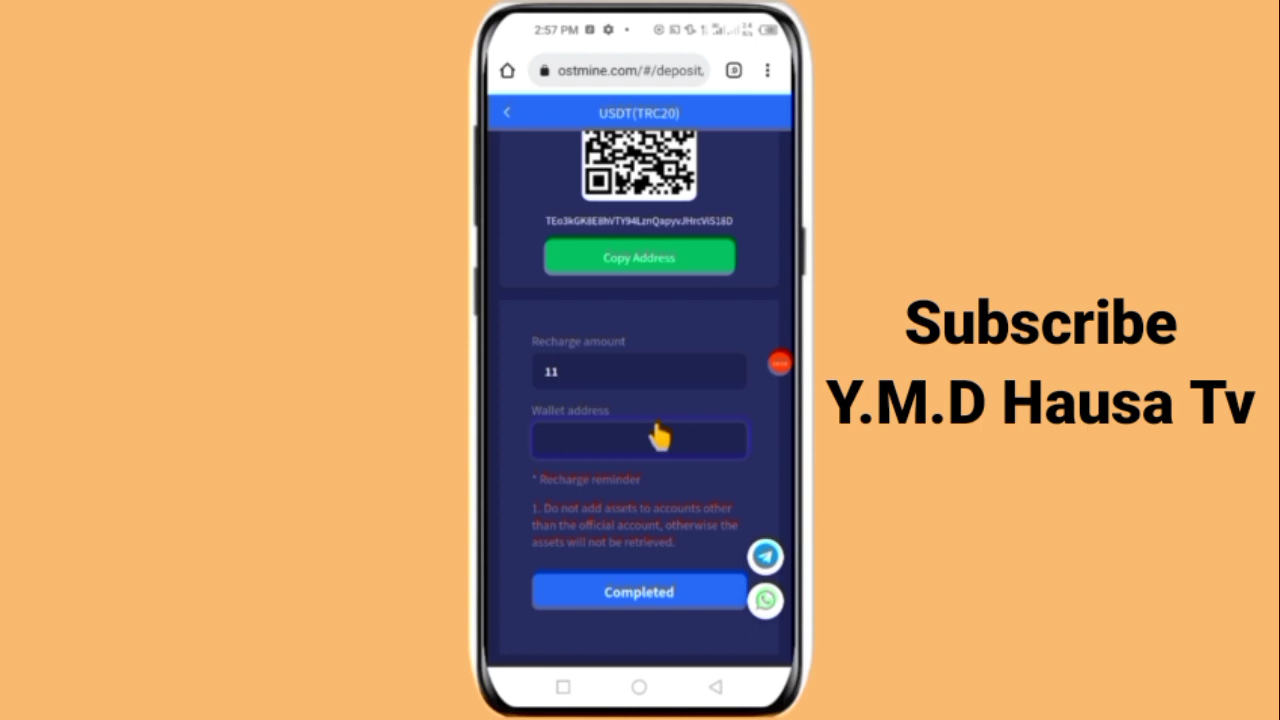 2:57 PM
ostmine.com/#/deposit
USDT(TRC20)
Copy Address
Recharge amount
11
Wallet address
* Recharge reminder
1. Do not add assets to accounts other
than the official account, otherwise the
assets will not be retrieved.
Completed
Subscribe
Y.M.D Hausa Tv